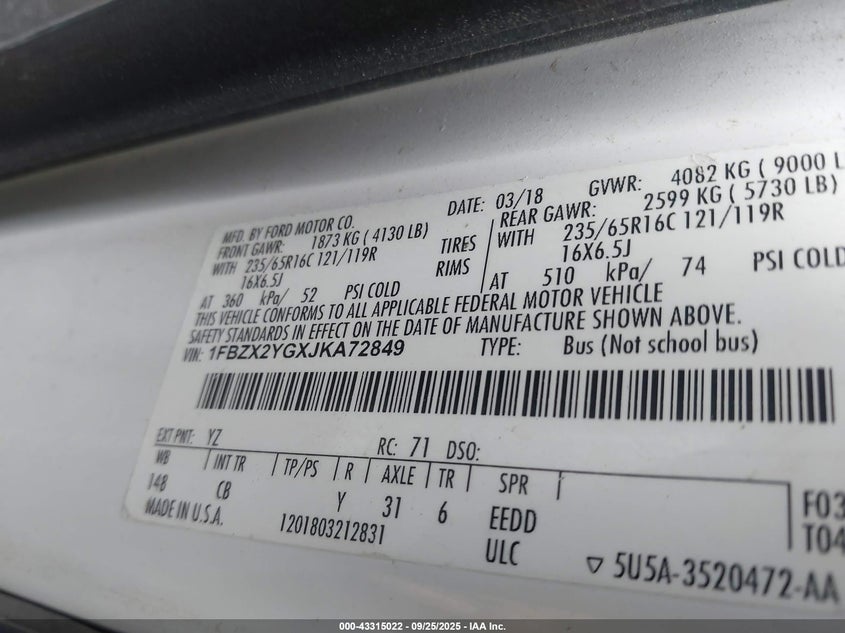 MFD. BY FORD MOTOR CO. DATE: 03/18 GVWR: 4082 KG ( 9000 L
FRONT GAWR: 1873 KG ( 4130 LB) REAR GAWR: 2599 KG ( 5730 LB)
WITH 235/65R16C 121/119R TIRES WITH 235/65R16C 121/119R
16X6.5J RIMS 16X6.5J
AT 360 kPa/ 52 PSI COLD AT 510 kPa/ 74 PSI COLD
THIS VEHICLE CONFORMS TO ALL APPLICABLE FEDERAL MOTOR VEHICLE
SAFETY STANDARDS IN EFFECT ON THE DATE OF MANUFACTURE SHOWN ABOVE.
VIN: 1FBZX2YGXJKA72849 TYPE: Bus (Not school bus)
EXT PNT: YZ RC: 71 DSO:
WB INT TR TP/PS R AXLE TR SPR
148 CB Y 31 6 EEDD F03
MADE IN U.S.A. 1201803212831 ULC T04
5U5A-3520472-AA
000-43315022 - 09/25/2025 - IAA Inc.